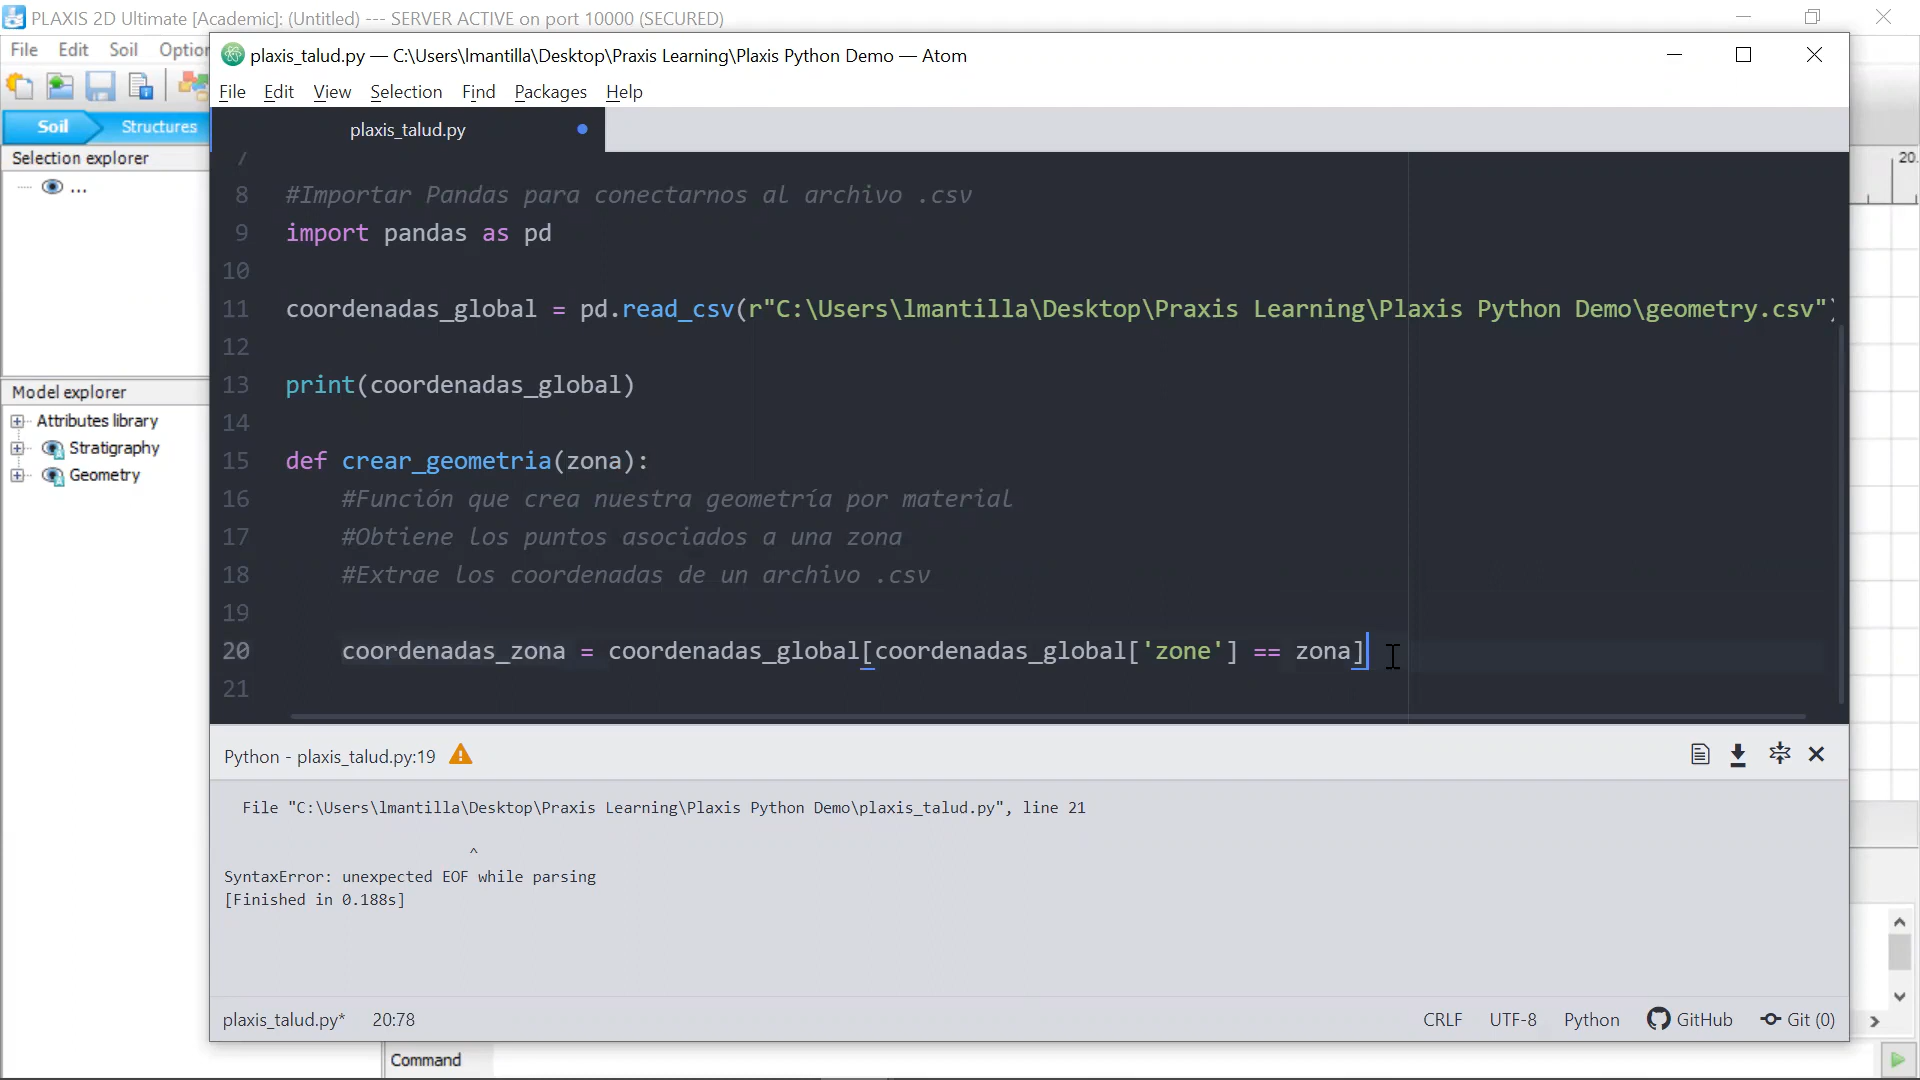 PLAXIS 2D Ultimate [Academic]: (Untitled) --- SERVER ACTIVE on port 10000 (SECURED)
File Edit Soil Option
plaxis_talud.py — C:\Users\lmantilla\Desktop\Praxis Learning\Plaxis Python Demo — Atom
File Edit View Selection Find Packages Help
Soil Structures
plaxis_talud.py
Selection explorer
...
20.
Model explorer
Attributes library
Stratigraphy
Geometry
7
8 #Importar Pandas para conectarnos al archivo .csv
9 import pandas as pd
10
11 coordenadas_global = pd.read_csv(r"C:\Users\lmantilla\Desktop\Praxis Learning\Plaxis Python Demo\geometry.csv")
12
13 print(coordenadas_global)
14
15 def crear_geometria(zona):
16 #Función que crea nuestra geometría por material
17 #Obtiene los puntos asociados a una zona
18 #Extrae los coordenadas de un archivo .csv
19
20 coordenadas_zona = coordenadas_global[coordenadas_global['zone'] == zona]
21
Python - plaxis_talud.py:19
File "C:\Users\lmantilla\Desktop\Praxis Learning\Plaxis Python Demo\plaxis_talud.py", line 21
^
SyntaxError: unexpected EOF while parsing
[Finished in 0.188s]
plaxis_talud.py* 20:78 CRLF UTF-8 Python GitHub Git (0)
Command